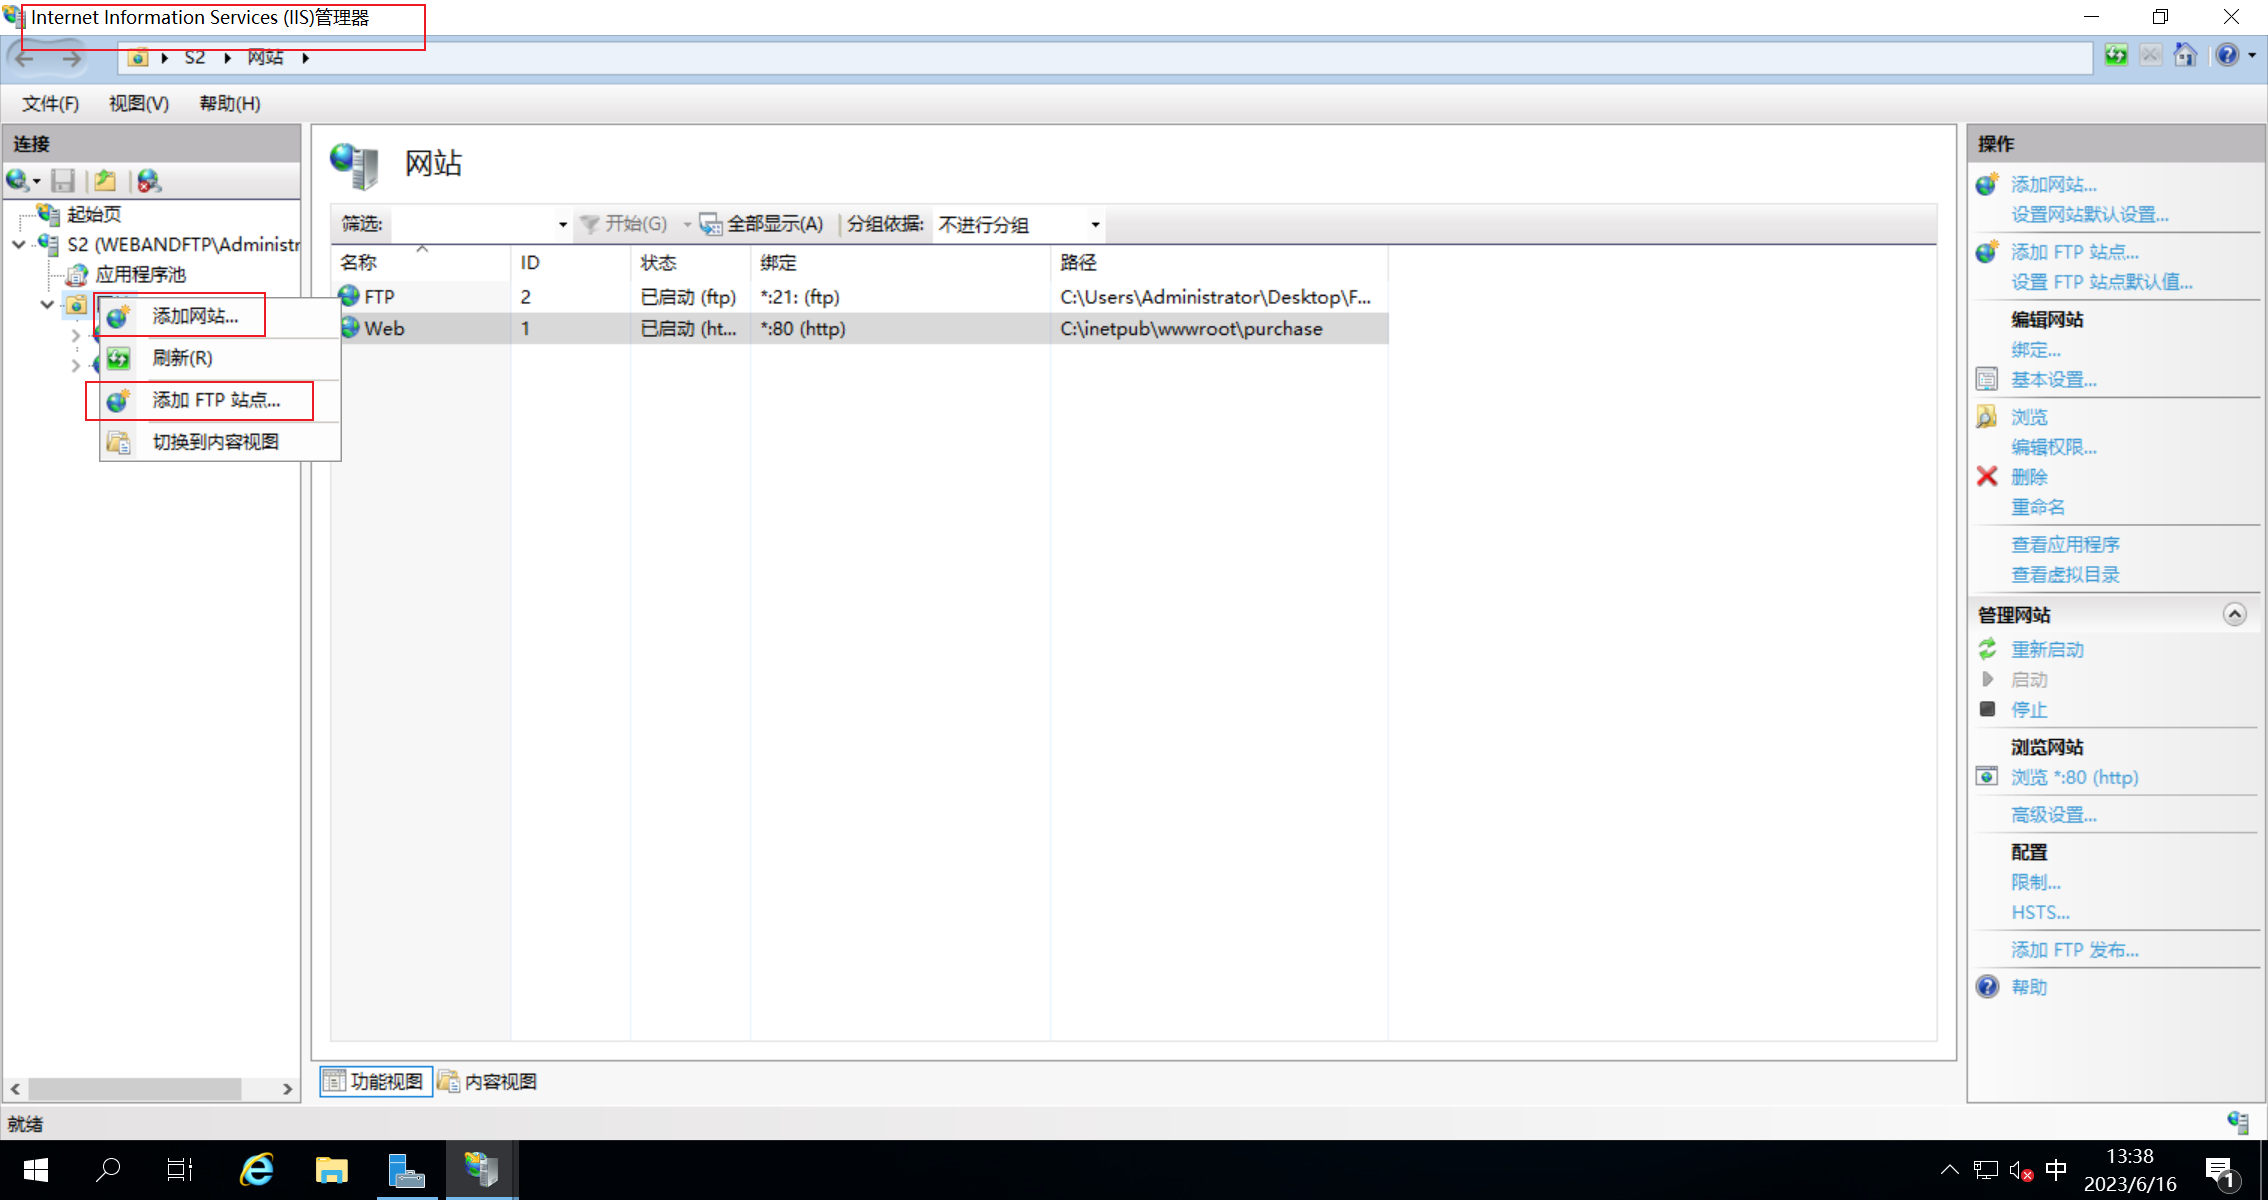 Internet Information Services (IIS)管理器
S2
网站
文件(F)
视图(V)
帮助(H)
连接
起始页
S2 (WEBANDFTP\Administr
应用程序池
添加网站...
刷新(R)
添加 FTP 站点...
切换到内容视图
网站
筛选:
开始(G)
全部显示(A)
分组依据:
不进行分组
名称
ID
状态
绑定
路径
FTP
2
已启动 (ftp)
*:21: (ftp)
C:\Users\Administrator\Desktop\F...
Web
1
已启动 (ht...
*:80 (http)
C:\inetpub\wwwroot\purchase
功能视图
内容视图
操作
添加网站...
设置网站默认设置...
添加 FTP 站点...
设置 FTP 站点默认值...
编辑网站
绑定...
基本设置...
浏览
编辑权限...
删除
重命名
查看应用程序
查看虚拟目录
管理网站
重新启动
启动
停止
浏览网站
浏览 *:80 (http)
高级设置...
配置
限制...
HSTS...
添加 FTP 发布...
帮助
就绪
中
13:38
2023/6/16
1